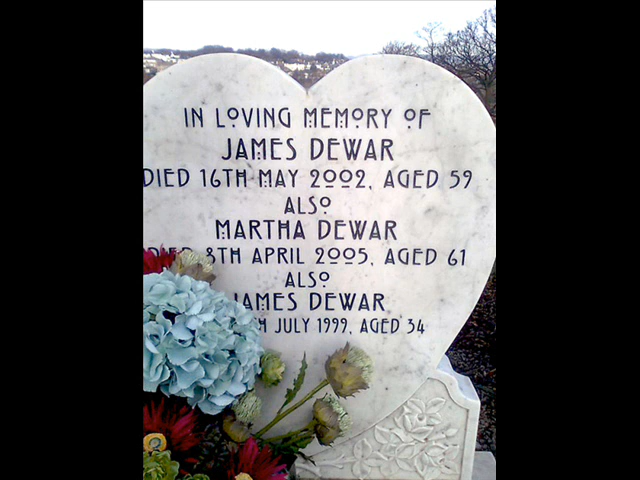 IN LOVING MEMORY OF
JAMES DEWAR
DIED 16TH MAY 2002, AGED 59
ALSO
MARTHA DEWAR
DIED 8TH APRIL 2005, AGED 61
ALSO
JAMES DEWAR
JULY 1999, AGED 34